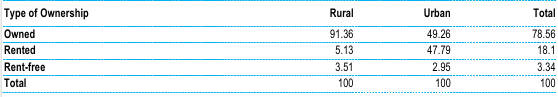 Type of Ownership Rural Urban Total
Owned 91.36 49.26 78.56
Rented 5.13 47.79 18.1
Rent-free 3.51 2.95 3.34
Total 100 100 100